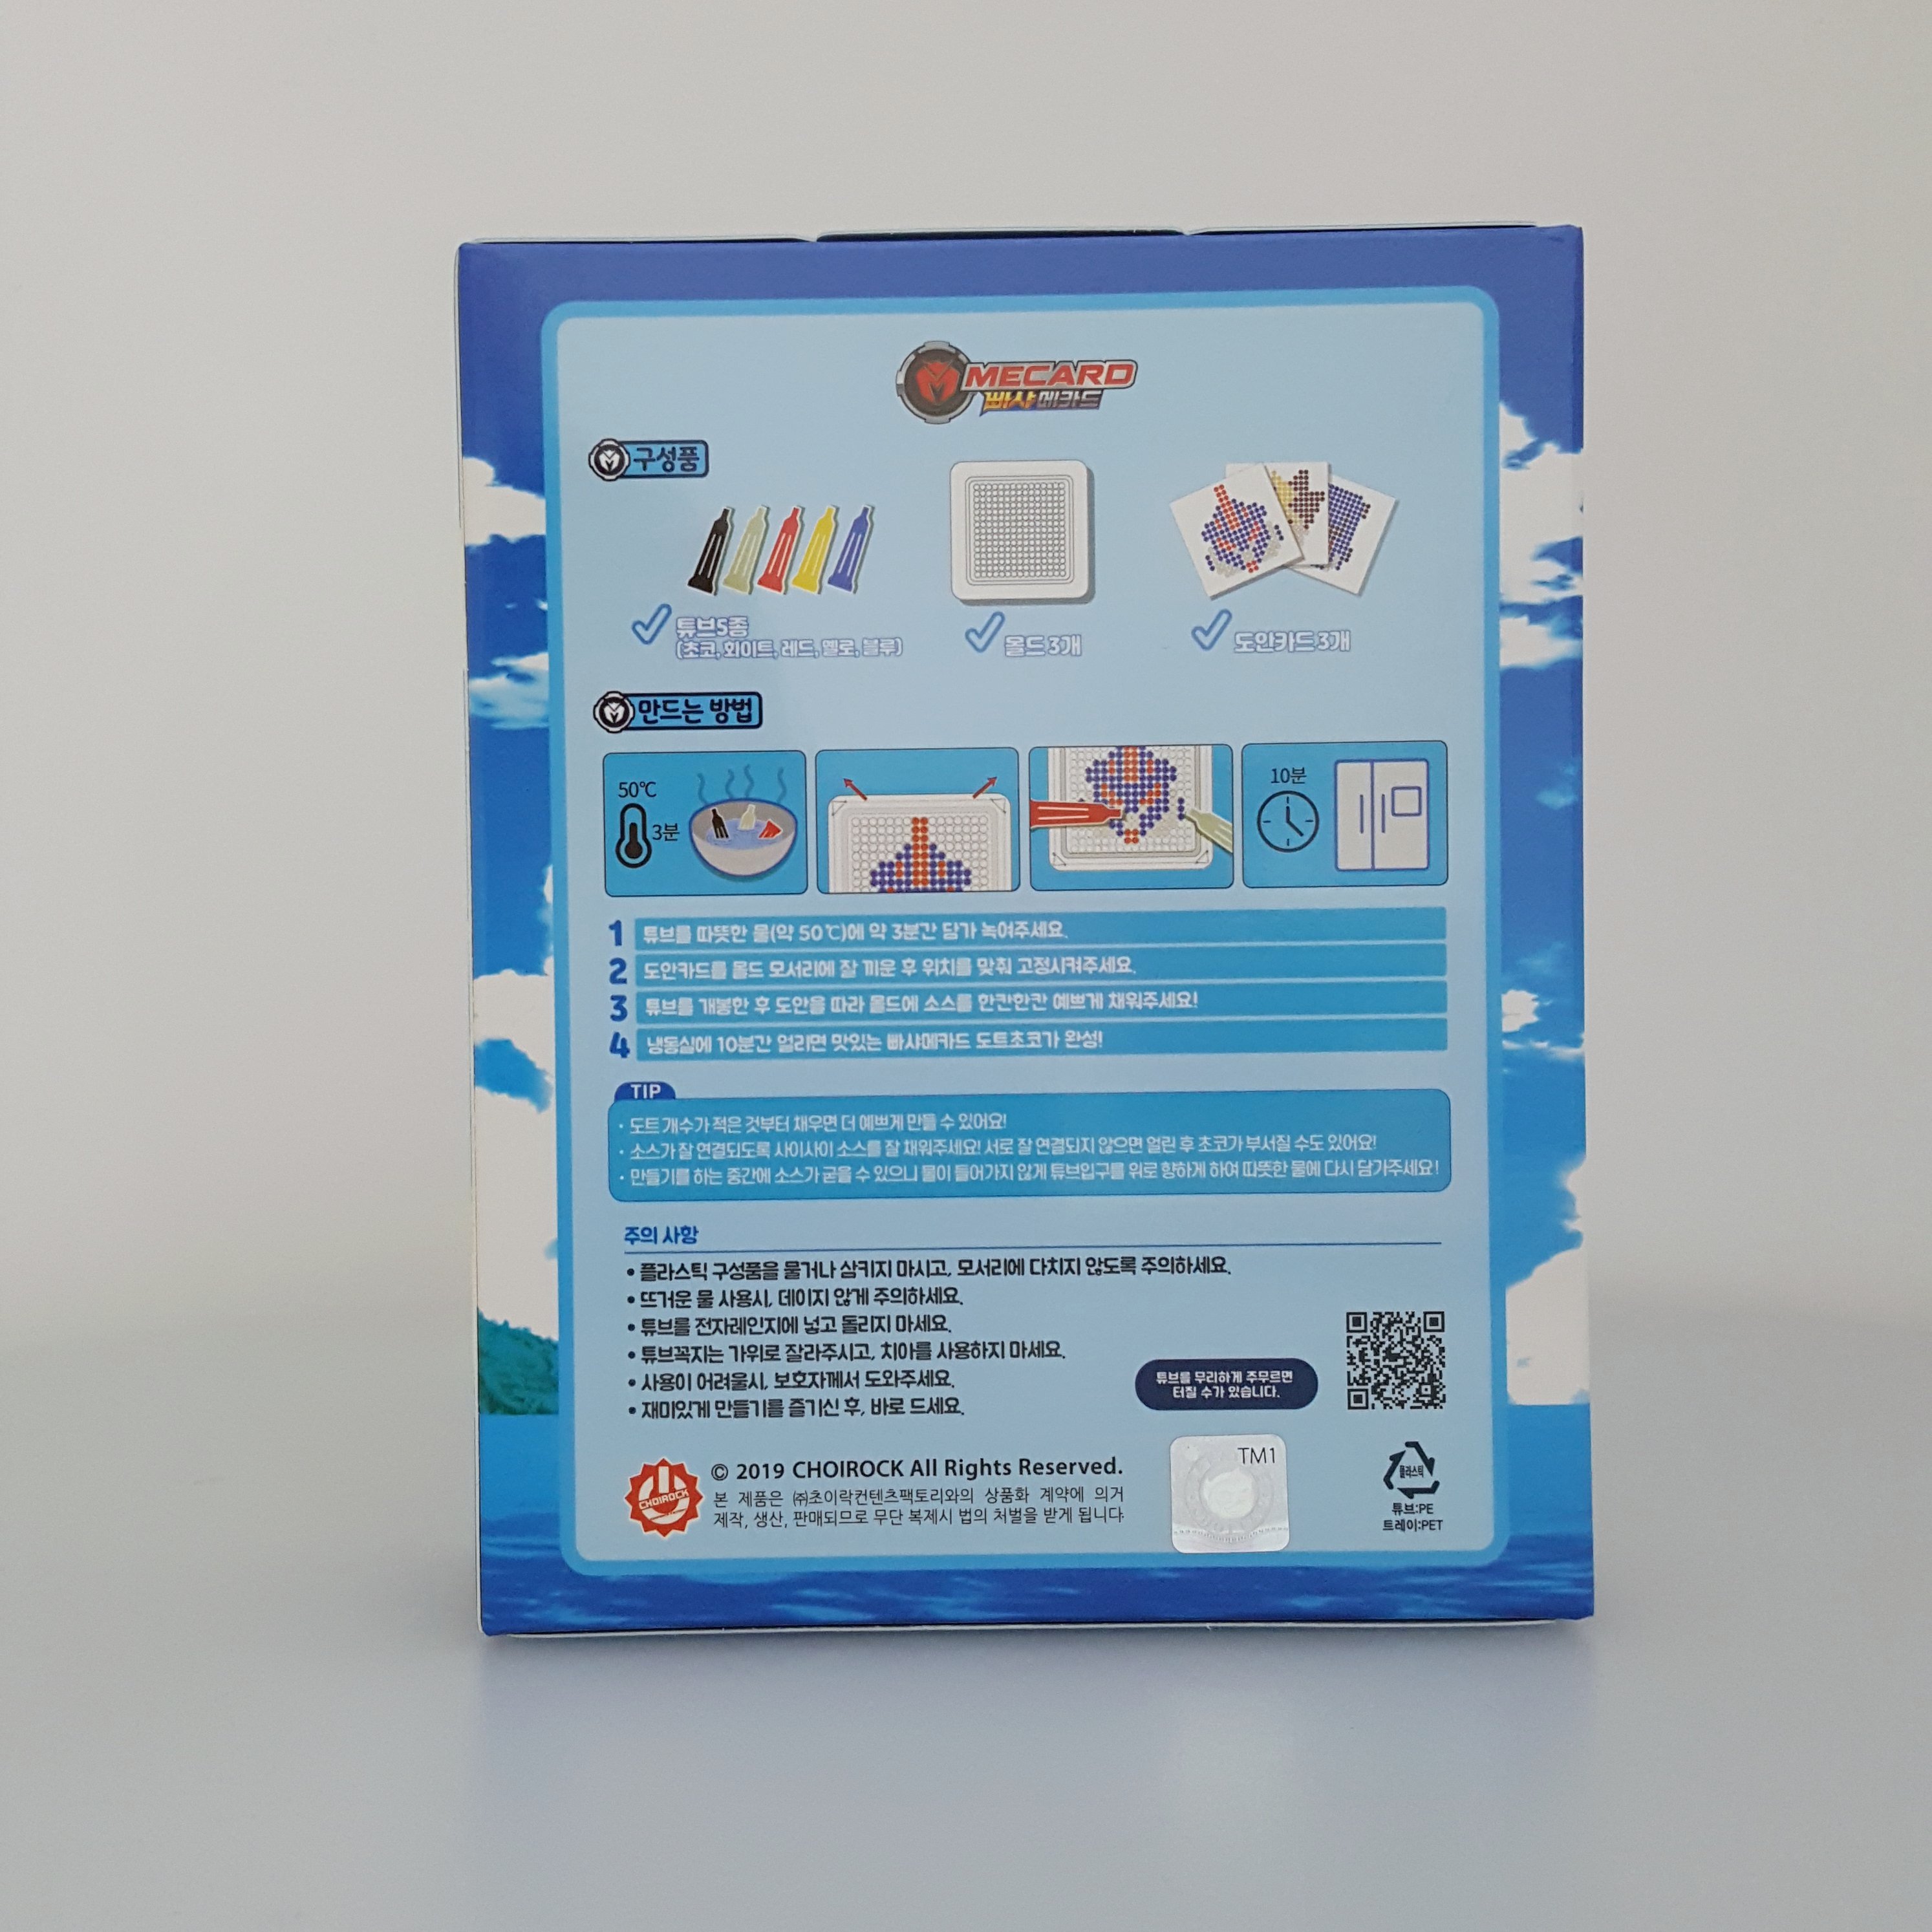 MECARD
빠샤메카드
구성품
튜브5종
(초코, 화이트, 레드, 옐로, 블루)
몰드 3개
도안카드 3개
만드는 방법
50℃
3분
10분
1 튜브를 따뜻한 물(약 50℃)에 약 3분간 담가 녹여주세요.
2 도안카드를 몰드 모서리에 잘 끼운 후 위치를 맞춰 고정시켜주세요.
3 튜브를 개봉한 후 도안을 따라 몰드에 소스를 한칸한칸 예쁘게 채워주세요!
4 냉동실에 10분간 얼리면 맛있는 빠샤메카드 도트초코가 완성!
TIP
· 도트 개수가 적은 것부터 채우면 더 예쁘게 만들 수 있어요!
· 소스가 잘 연결되도록 사이사이 소스를 잘 채워주세요! 서로 잘 연결되지 않으면 얼린 후 초코가 부서질 수도 있어요!
· 만들기를 하는 중간에 소스가 굳을 수 있으니 물이 들어가지 않게 튜브입구를 위로 향하게 하여 따뜻한 물에 다시 담가주세요!
주의 사항
• 플라스틱 구성품을 물거나 삼키지 마시고, 모서리에 다치지 않도록 주의하세요.
• 뜨거운 물 사용시, 데이지 않게 주의하세요.
• 튜브를 전자레인지에 넣고 돌리지 마세요.
• 튜브꼭지는 가위로 잘라주시고, 치아를 사용하지 마세요.
• 사용이 어려울시, 보호자께서 도와주세요.
• 재미있게 만들기를 즐기신 후, 바로 드세요.
튜브를 무리하게 주무르면
터질 수가 있습니다.
CHOIROCK
© 2019 CHOIROCK All Rights Reserved.
본 제품은 ㈜초이락컨텐츠팩토리와의 상품화 계약에 의거
제작, 생산, 판매되므로 무단 복제시 법의 처벌을 받게 됩니다
TM1
플라스틱
튜브:PE
트레이:PET